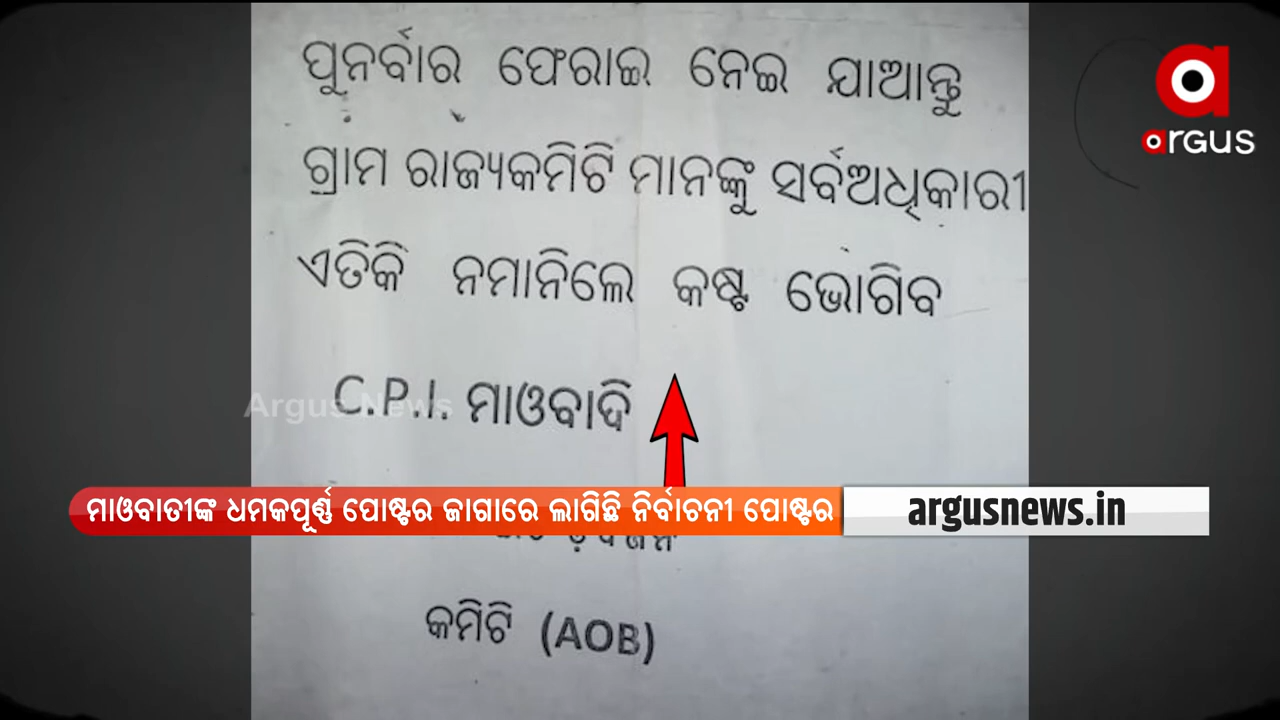 ପୁନର୍ବାର ଫେରାଇ ନେଇ ଯାଆନ୍ତୁ
ଗ୍ରାମ ରାଜ୍ୟକମିଟି ମାନଙ୍କୁ ସର୍ବଅଧିକାରୀ
ଏତିକି ନମାନିଲେ କଷ୍ଟ ଭୋଗିବ
C.P.I. ମାଓବାଦି
Argus News
ମାଓବାତୀଙ୍କ ଧମକପୂର୍ଣ୍ଣ ପୋଷ୍ଟର ଜାଗାରେ ଲାଗିଛି ନିର୍ବାଚନୀ ପୋଷ୍ଟର
argusnews.in
କମିଟି (AOB)
argus